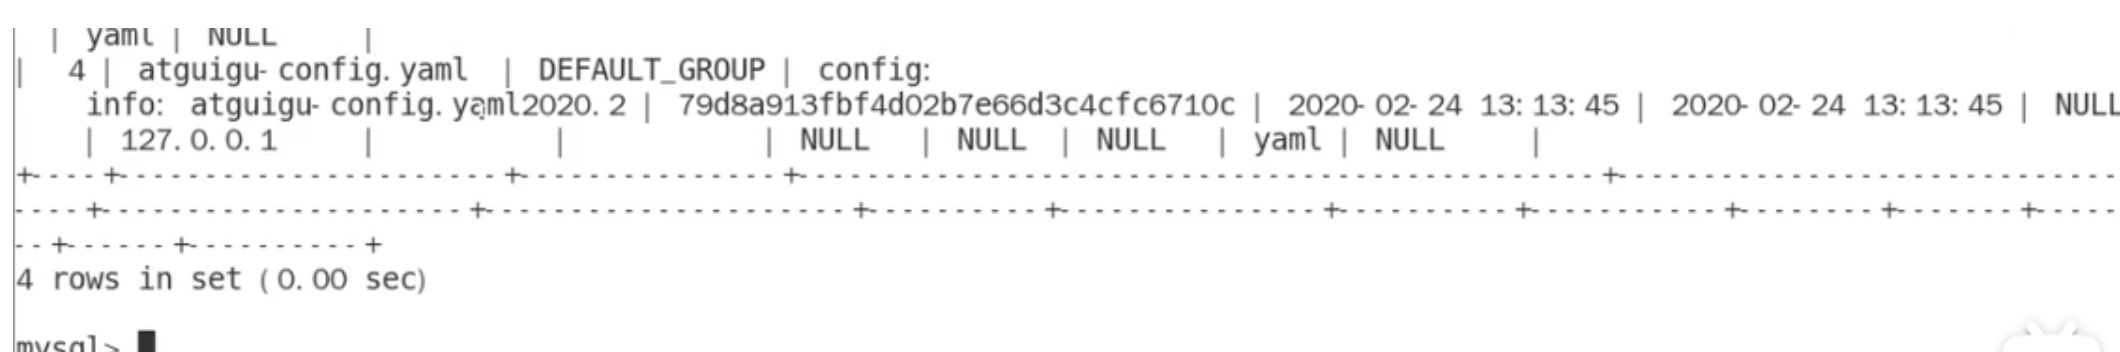 | yaml | NULL |
| 4 | atguigu-config.yaml | DEFAULT_GROUP | config:
info: atguigu-config.yaml2020.2 | 79d8a913fbf4d02b7e66d3c4cfc6710c | 2020-02-24 13:13:45 | 2020-02-24 13:13:45 | NULL
| 127.0.0.1 | | | NULL | NULL | NULL | yaml | NULL |
4 rows in set (0.00 sec)
mysql>